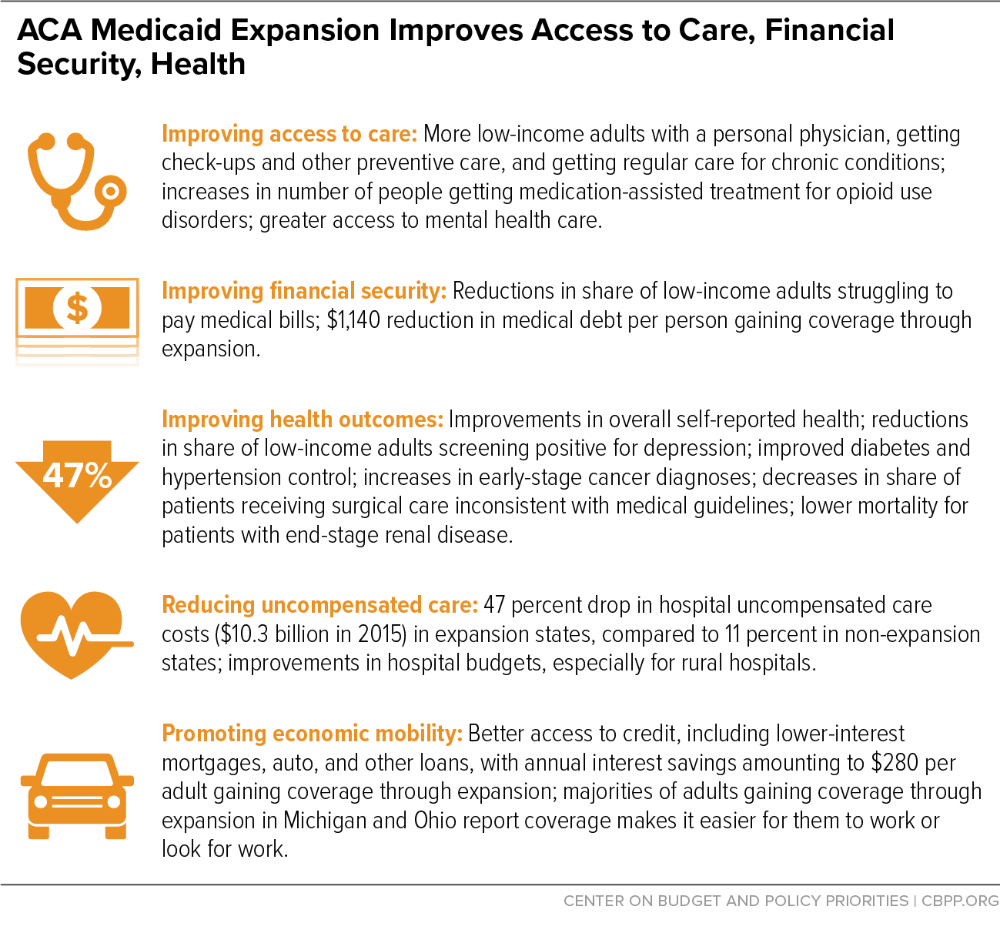 ACA Medicaid Expansion Improves Access to Care, Financial
Security, Health
Improving access to care: More low-income adults with a personal physician, getting
check-ups and other preventive care, and getting regular care for chronic conditions;
increases in number of people getting medication-assisted treatment for opioid use
disorders; greater access to mental health care.
$
Improving financial security: Reductions in share of low-income adults struggling to
pay medical bills; $1,140 reduction in medical debt per person gaining coverage through
expansion.
47%
Improving health outcomes: Improvements in overall self-reported health; reductions
in share of low-income adults screening positive for depression; improved diabetes and
hypertension control; increases in early-stage cancer diagnoses; decreases in share of
patients receiving surgical care inconsistent with medical guidelines; lower mortality for
patients with end-stage renal disease.
Reducing uncompensated care: 47 percent drop in hospital uncompensated care
costs ($10.3 billion in 2015) in expansion states, compared to 11 percent in non-expansion
states; improvements in hospital budgets, especially for rural hospitals.
Promoting economic mobility: Better access to credit, including lower-interest
mortgages, auto, and other loans, with annual interest savings amounting to $280 per
adult gaining coverage through expansion; majorities of adults gaining coverage through
expansion in Michigan and Ohio report coverage makes it easier for them to work or
look for work.
CENTER ON BUDGET AND POLICY PRIORITIES | CBPP.ORG